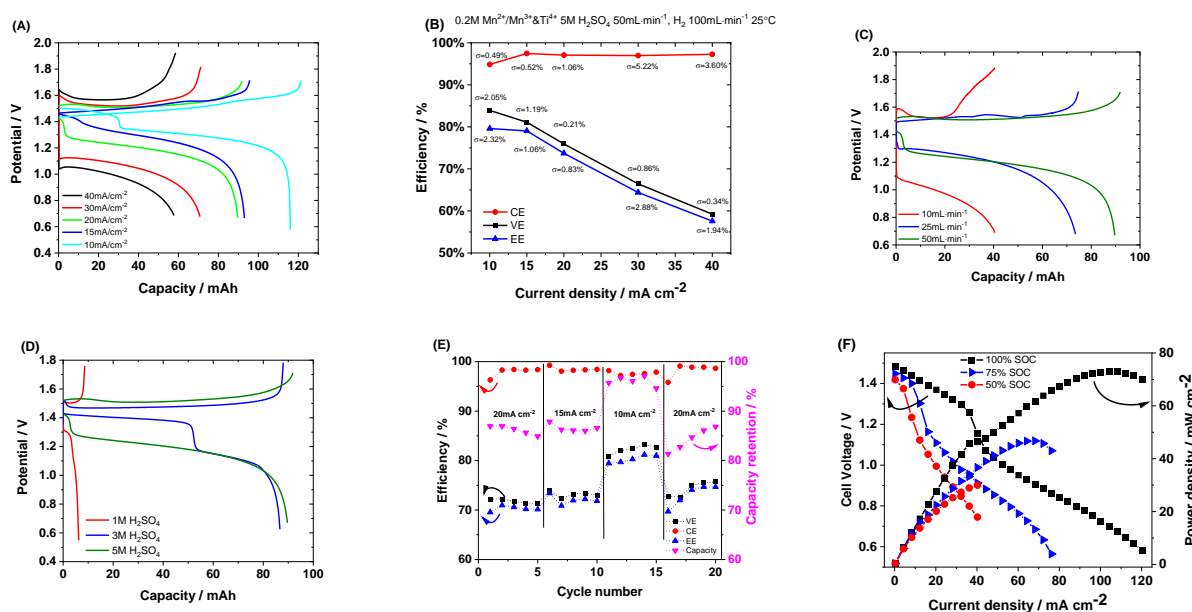 (A)
2.0
1.8
1.6
1.4
1.2
1.0
0.8
0.6
0.4
0 20 40 60 80 100 120
Potential / V
Capacity / mAh
40mA/cm⁻²
30mA/cm⁻²
20mA/cm⁻²
15mA/cm⁻²
10mA/cm⁻²
(B)
0.2M Mn²⁺/Mn³⁺&Ti⁴⁺ 5M H₂SO₄ 50mL·min⁻¹, H₂ 100mL·min⁻¹ 25°C
100%
95%
90%
85%
80%
75%
70%
65%
60%
55%
50%
10 15 20 25 30 35 40
Efficiency / %
Current density / mA cm⁻²
σ=0.49%
σ=0.52%
σ=1.06%
σ=5.22%
σ=3.60%
σ=2.05%
σ=1.19%
σ=0.21%
σ=0.86%
σ=0.34%
σ=2.32%
σ=1.06%
σ=0.83%
σ=2.88%
σ=1.94%
CE
VE
EE
(C)
2.0
1.8
1.6
1.4
1.2
1.0
0.8
0.6
0 20 40 60 80 100
Potential / V
Capacity / mAh
10mL·min⁻¹
25mL·min⁻¹
50mL·min⁻¹
(D)
1.8
1.6
1.4
1.2
1.0
0.8
0.6
0.4
0 20 40 60 80 100
Potential / V
Capacity / mAh
1M H₂SO₄
3M H₂SO₄
5M H₂SO₄
(E)
100
90
80
70
60
0 5 10 15 20
Efficiency / %
Cycle number
100
90
80
70
60
Capacity retention / %
20mA cm⁻² 15mA cm⁻² 10mA cm⁻² 20mA cm⁻²
VE
CE
EE
Capacity
(F)
1.4
1.2
1.0
0.8
0.6
0 20 40 60 80 100 120
Cell Voltage / V
Current density / mA cm⁻²
80
70
60
50
40
30
20
10
0
Power density / mW cm⁻²
100% SOC
75% SOC
50% SOC